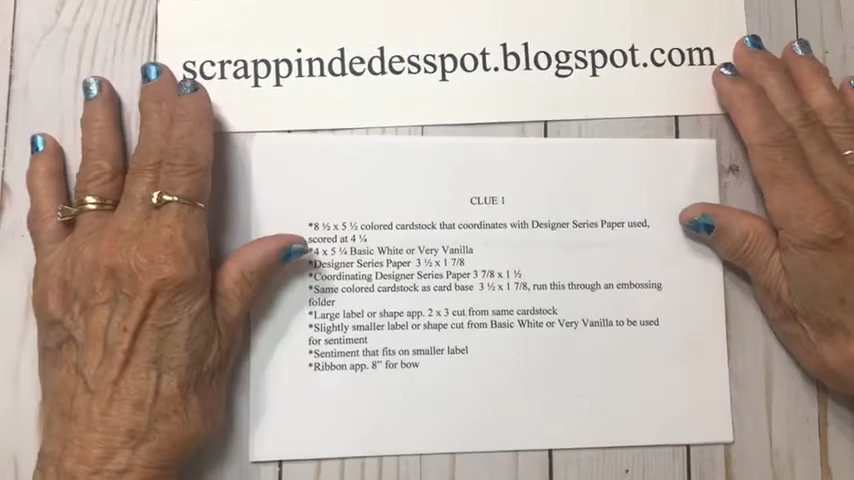 scrappindedesspot.blogspot.com
CLUE 1
*8 ½ x 5 ½ colored cardstock that coordinates with Designer Series Paper used,
scored at 4 ¼
*4 x 5 ¼ Basic White or Very Vanilla
*Designer Series Paper 3 ½ x 1 7/8
*Coordinating Designer Series Paper 3 7/8 x 1 ½
*Same colored cardstock as card base 3 ½ x 1 7/8, run this through an embossing
folder
*Large label or shape app. 2 x 3 cut from same cardstock
*Slightly smaller label or shape cut from Basic White or Very Vanilla to be used
for sentiment
*Sentiment that fits on smaller label
*Ribbon app. 8” for bow